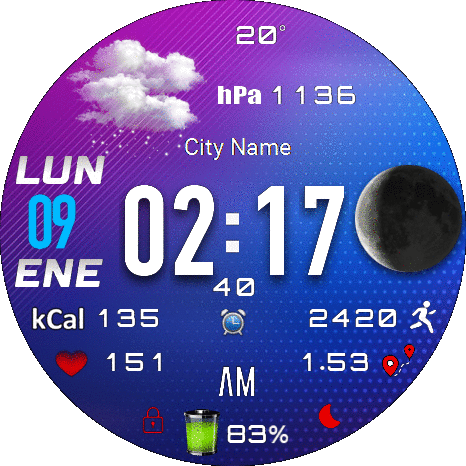 20°
hPa 1136
City Name
LUN
09
ENE
02:17
40
kCal 135
2420
151
1.53
AM
83%